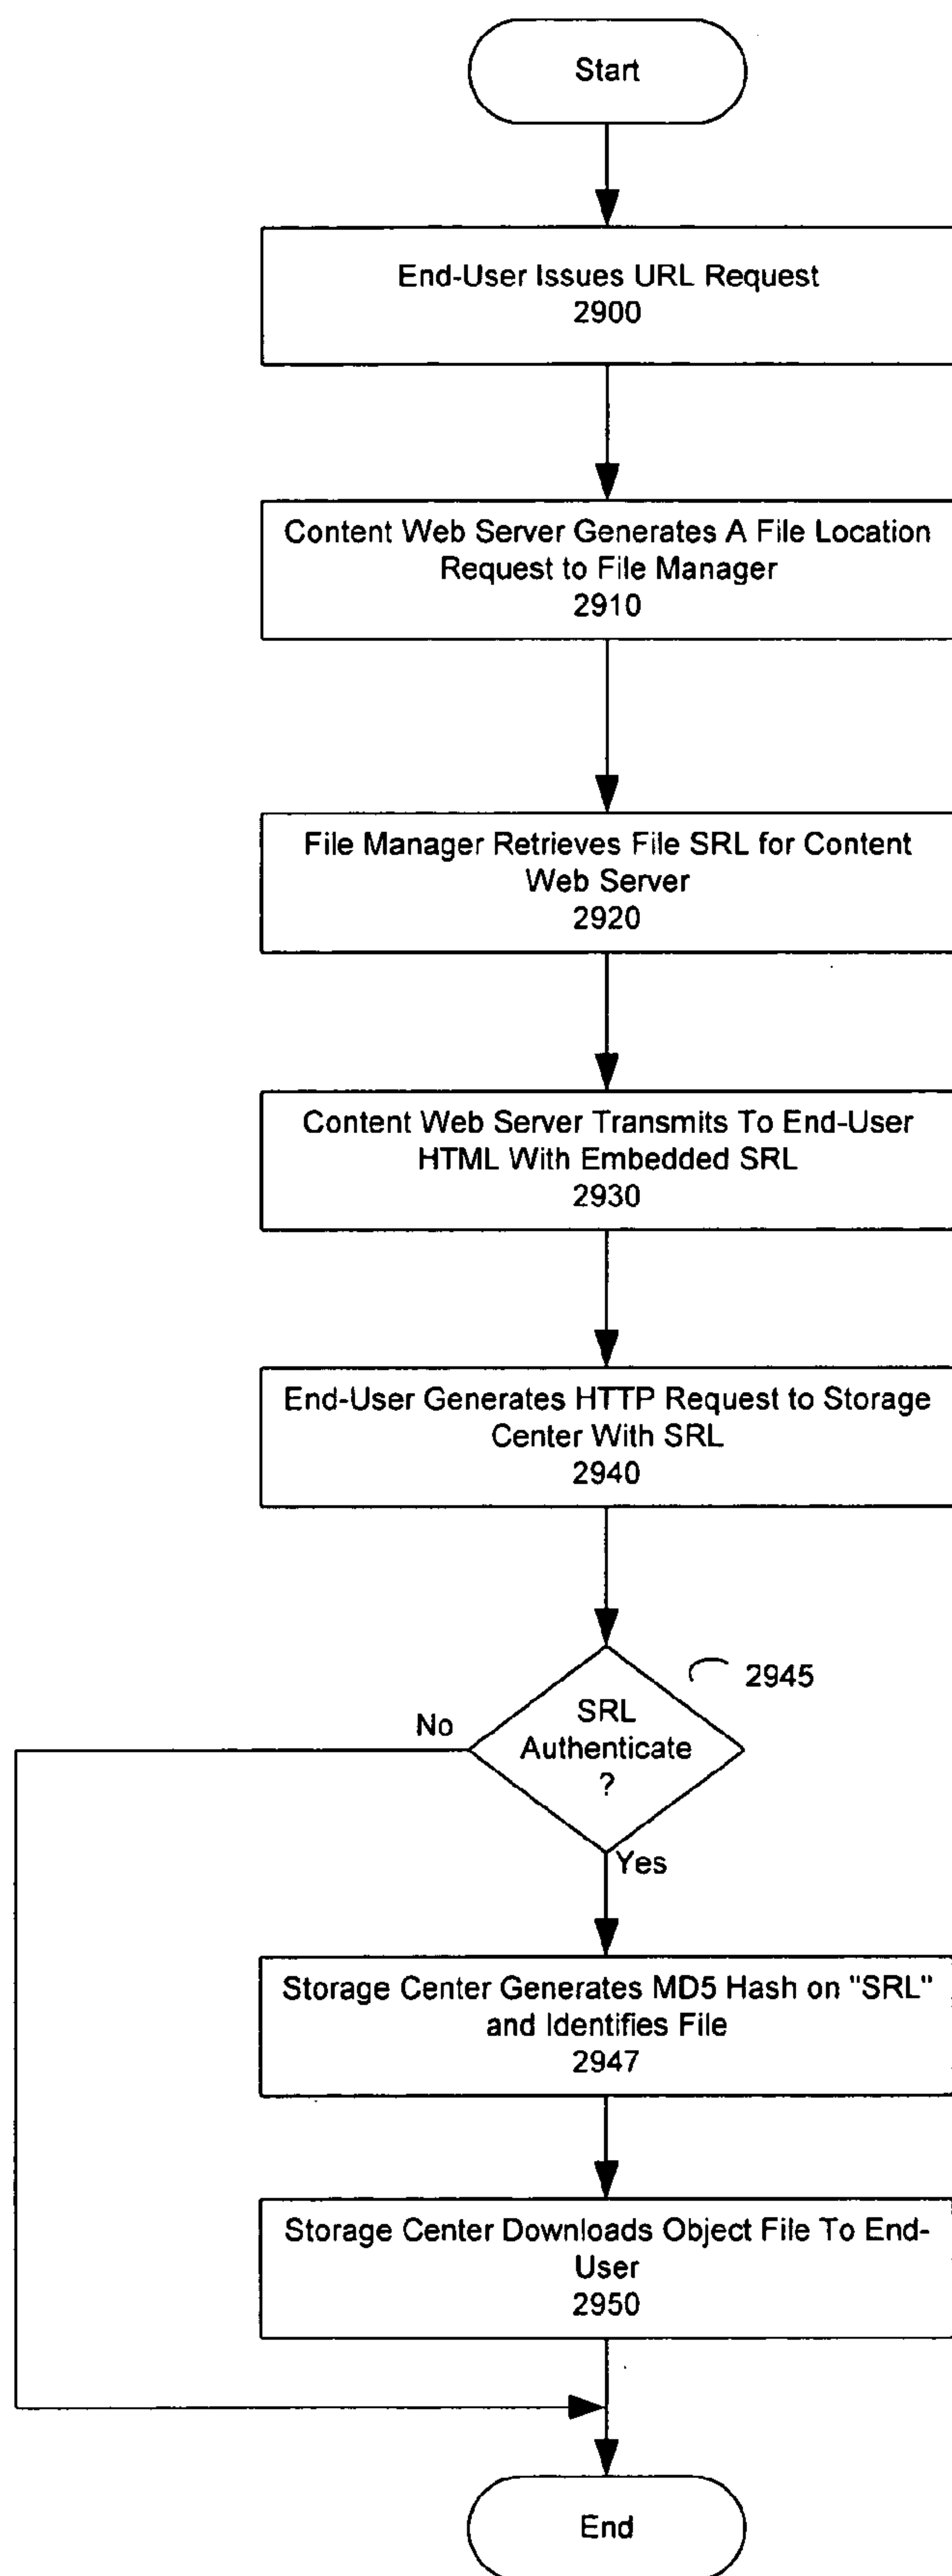 Start
End-User Issues URL Request
2900
Content Web Server Generates A File Location
Request to File Manager
2910
File Manager Retrieves File SRL for Content
Web Server
2920
Content Web Server Transmits To End-User
HTML With Embedded SRL
2930
End-User Generates HTTP Request to Storage
Center With SRL
2940
2945
No
SRL
Authenticate
?
Yes
Storage Center Generates MD5 Hash on "SRL"
and Identifies File
2947
Storage Center Downloads Object File To End-
User
2950
End